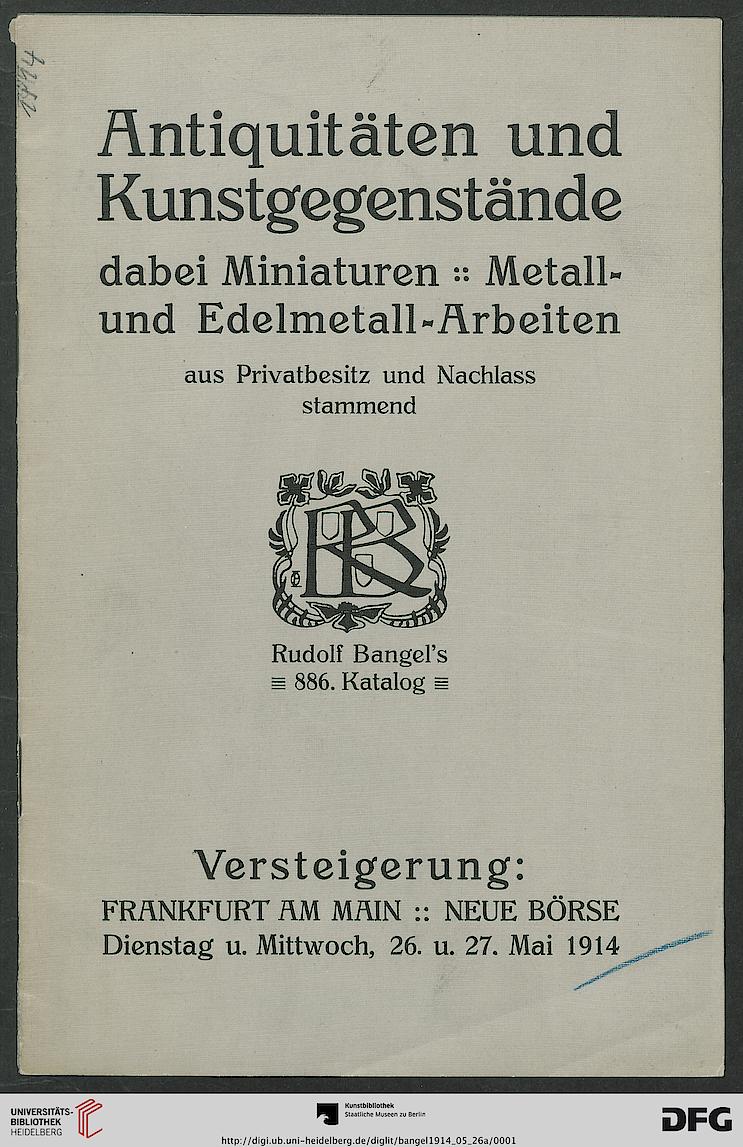 1914
Antiquitäten und
Kunstgegenstände
dabei Miniaturen :: Metall-
und Edelmetall-Arbeiten
aus Privatbesitz und Nachlass
stammend
RB
Rudolf Bangel's
≡ 886. Katalog ≡
Versteigerung:
FRANKFURT AM MAIN :: NEUE BÖRSE
Dienstag u. Mittwoch, 26. u. 27. Mai 1914
UNIVERSITÄTS-
BIBLIOTHEK
HEIDELBERG
Kunstbibliothek
Staatliche Museen zu Berlin
DFG
http://digi.ub.uni-heidelberg.de/diglit/bangel1914_05_26a/0001